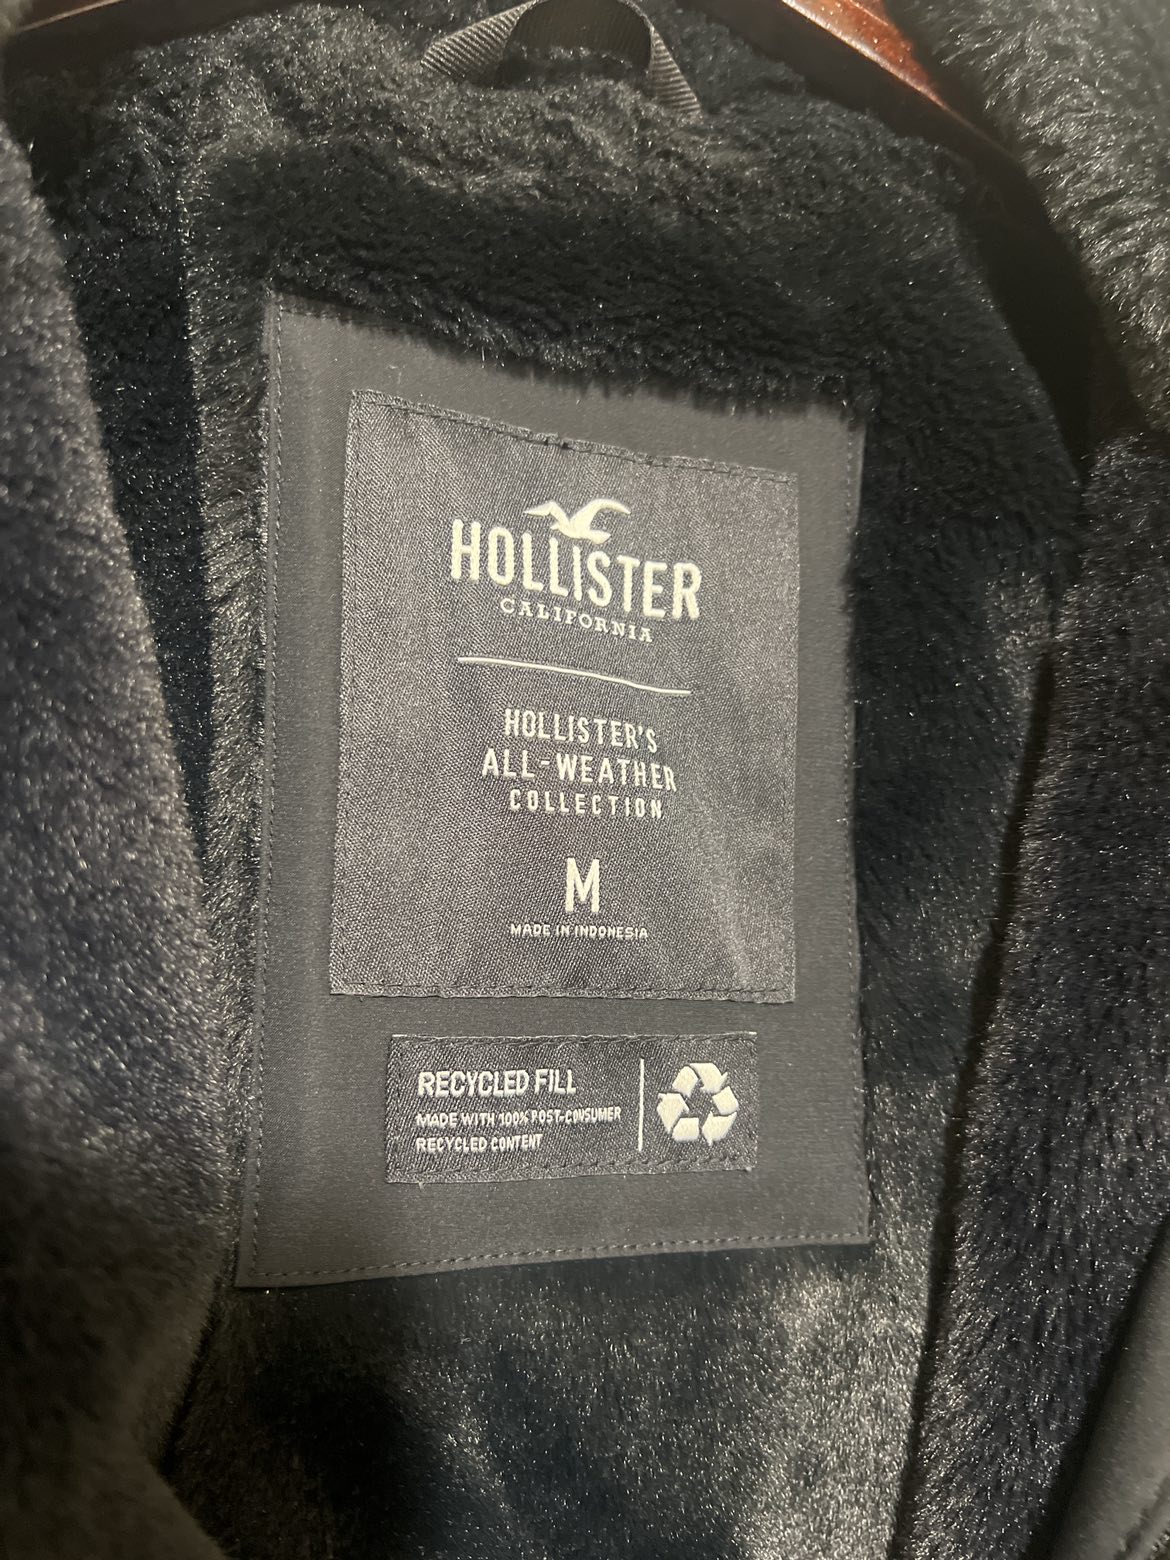 HOLLISTER
CALIFORNIA
HOLLISTER'S
ALL-WEATHER
COLLECTION
M
MADE IN INDONESIA
RECYCLED FILL
MADE WITH 100% POST-CONSUMER
RECYCLED CONTENT